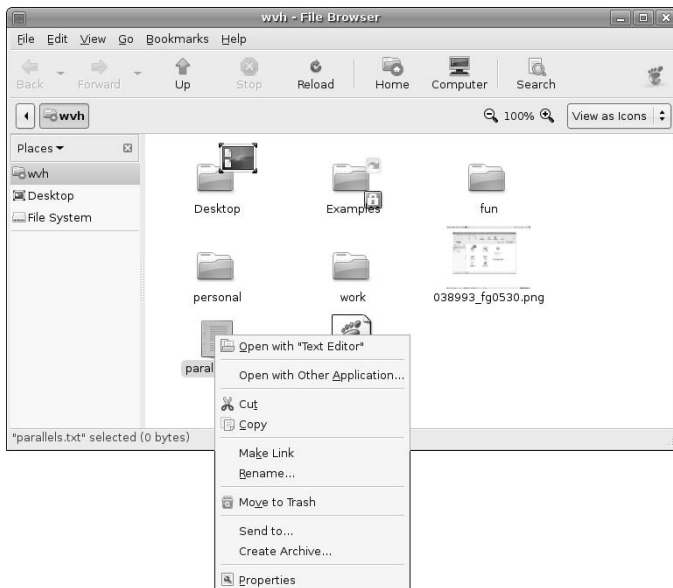 wvh - File Browser
File Edit View Go Bookmarks Help
Back Forward Up Stop Reload Home Computer Search
wvh 100% View as Icons
Places
wvh
Desktop
File System
Desktop Examples fun
personal work 038993_fg0530.png
paral
Open with "Text Editor"
Open with Other Application...
Cut
Copy
Make Link
Rename...
Move to Trash
Send to...
Create Archive...
Properties
"parallels.txt" selected (0 bytes)